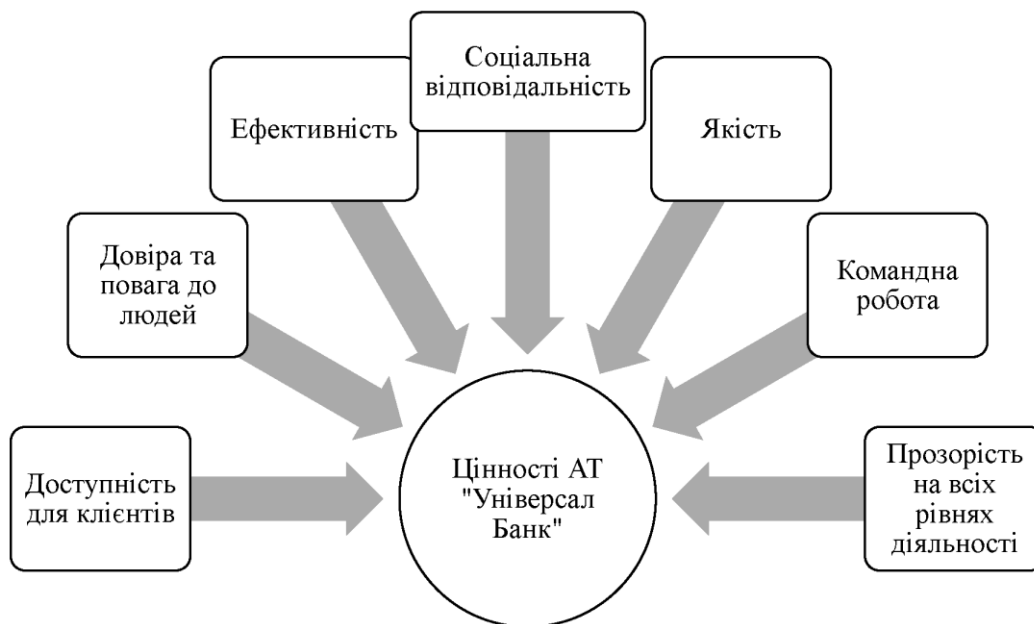 Соціальна
відповідальність
Ефективність
Якість
Довіра та
повага до
людей
Командна
робота
Доступність
для клієнтів
Цінності АТ
"Універсал
Банк"
Прозорість
на всіх
рівнях
діяльності